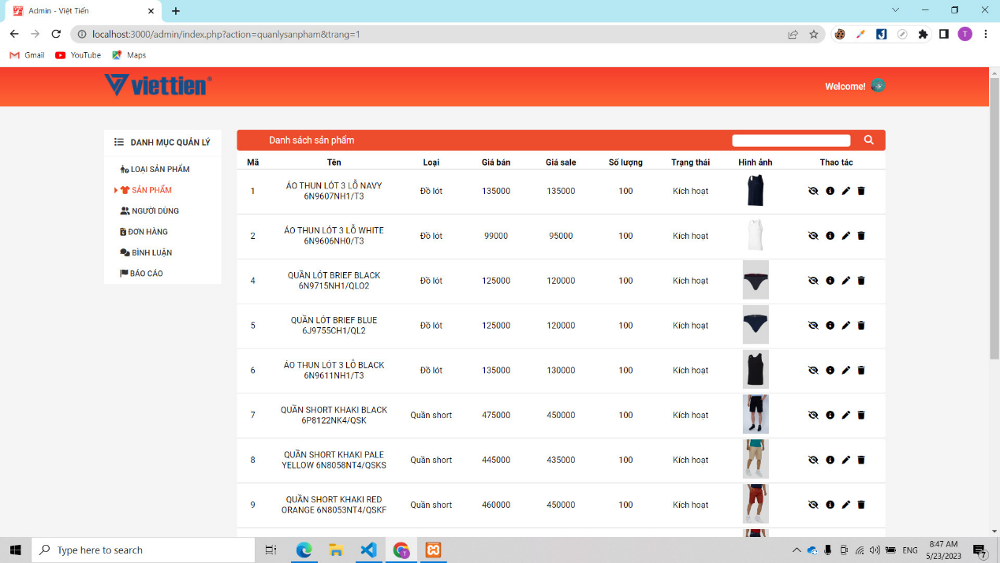 Admin - Việt Tiến
localhost:3000/admin/index.php?action=quanlysanpham&trang=1
T
Gmail YouTube Maps
viettien®
Welcome!
DANH MỤC QUẢN LÝ
LOẠI SẢN PHẨM
SẢN PHẨM
NGƯỜI DÙNG
ĐƠN HÀNG
BÌNH LUẬN
BÁO CÁO
Danh sách sản phẩm
Mã Tên Loại Giá bán Giá sale Số lượng Trạng thái Hình ảnh Thao tác
1 ÁO THUN LÓT 3 LỖ NAVY Đồ lót 135000 135000 100 Kích hoạt
6N9607NH1/T3
2 ÁO THUN LÓT 3 LỖ WHITE Đồ lót 99000 95000 100 Kích hoạt
6N9606NH0/T3
4 QUẦN LÓT BRIEF BLACK Đồ lót 125000 120000 100 Kích hoạt
6N9715NH1/QLO2
5 QUẦN LÓT BRIEF BLUE Đồ lót 125000 120000 100 Kích hoạt
6J9755CH1/QL2
6 ÁO THUN LÓT 3 LỖ BLACK Đồ lót 135000 130000 100 Kích hoạt
6N9611NH1/T3
7 QUẦN SHORT KHAKI BLACK Quần short 475000 450000 100 Kích hoạt
6P8122NK4/QSK
8 QUẦN SHORT KHAKI PALE Quần short 445000 435000 100 Kích hoạt
YELLOW 6N8058NT4/QSKS
9 QUẦN SHORT KHAKI RED Quần short 460000 450000 100 Kích hoạt
ORANGE 6N8053NT4/QSKF
Type here to search
ENG
8:47 AM
5/23/2023
7